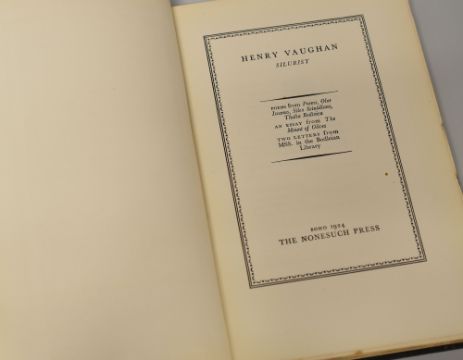 HENRY VAUGHAN
SILURIST
POEMS from Poems, Olor
Iscanus, Silex Scintillans,
Thalia Rediviva
AN ESSAY from The
Mount of Olives
TWO LETTERS from
MSS. in the Bodleian
Library
SOHO 1924
THE NONESUCH PRESS